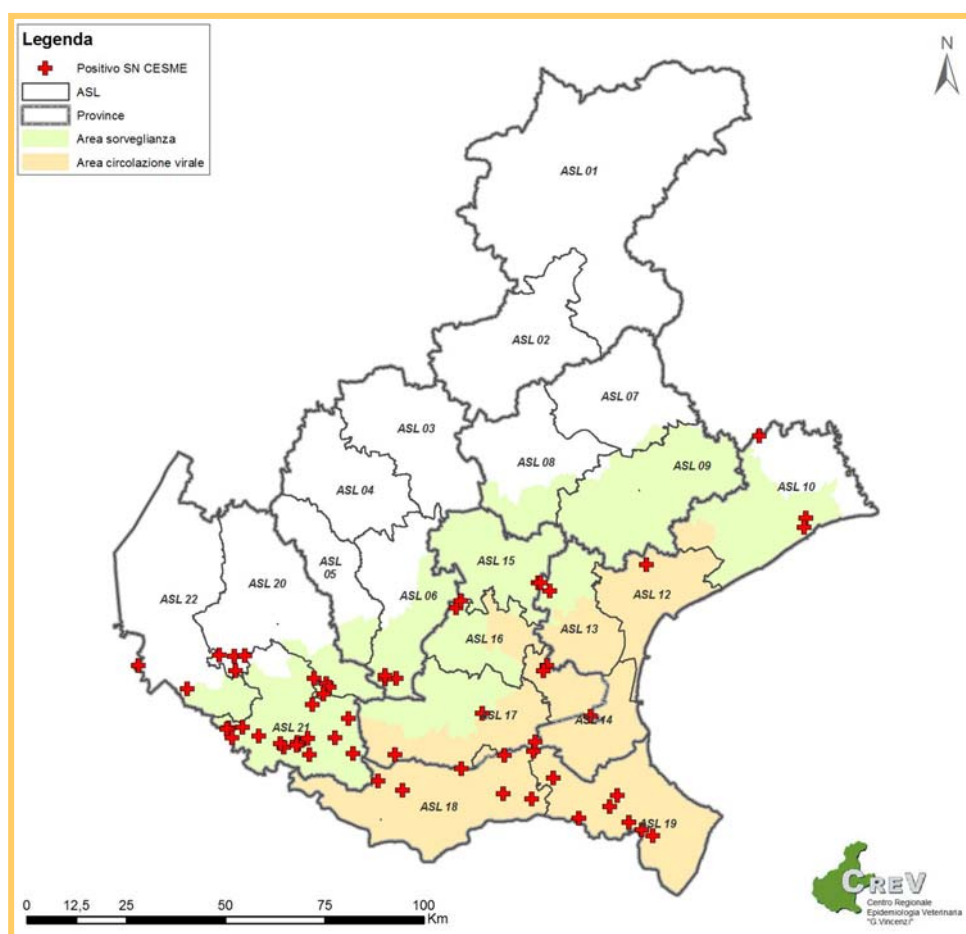 Legenda
Positivo SN CESME
ASL
Province
Area sorveglianza
Area circolazione virale
N
ASL 01
ASL 02
ASL 07
ASL 03
ASL 08
ASL 09
ASL 10
ASL 04
ASL 05
ASL 15
ASL 12
ASL 20
ASL 22
ASL 06
ASL 13
ASL 16
ASL 21
ASL 17
ASL 14
ASL 18
ASL 19
0 12,5 25 50 75 100
Km
CREV
Centro Regionale
Epidemiologia Veterinaria
"G.Vincenzi"